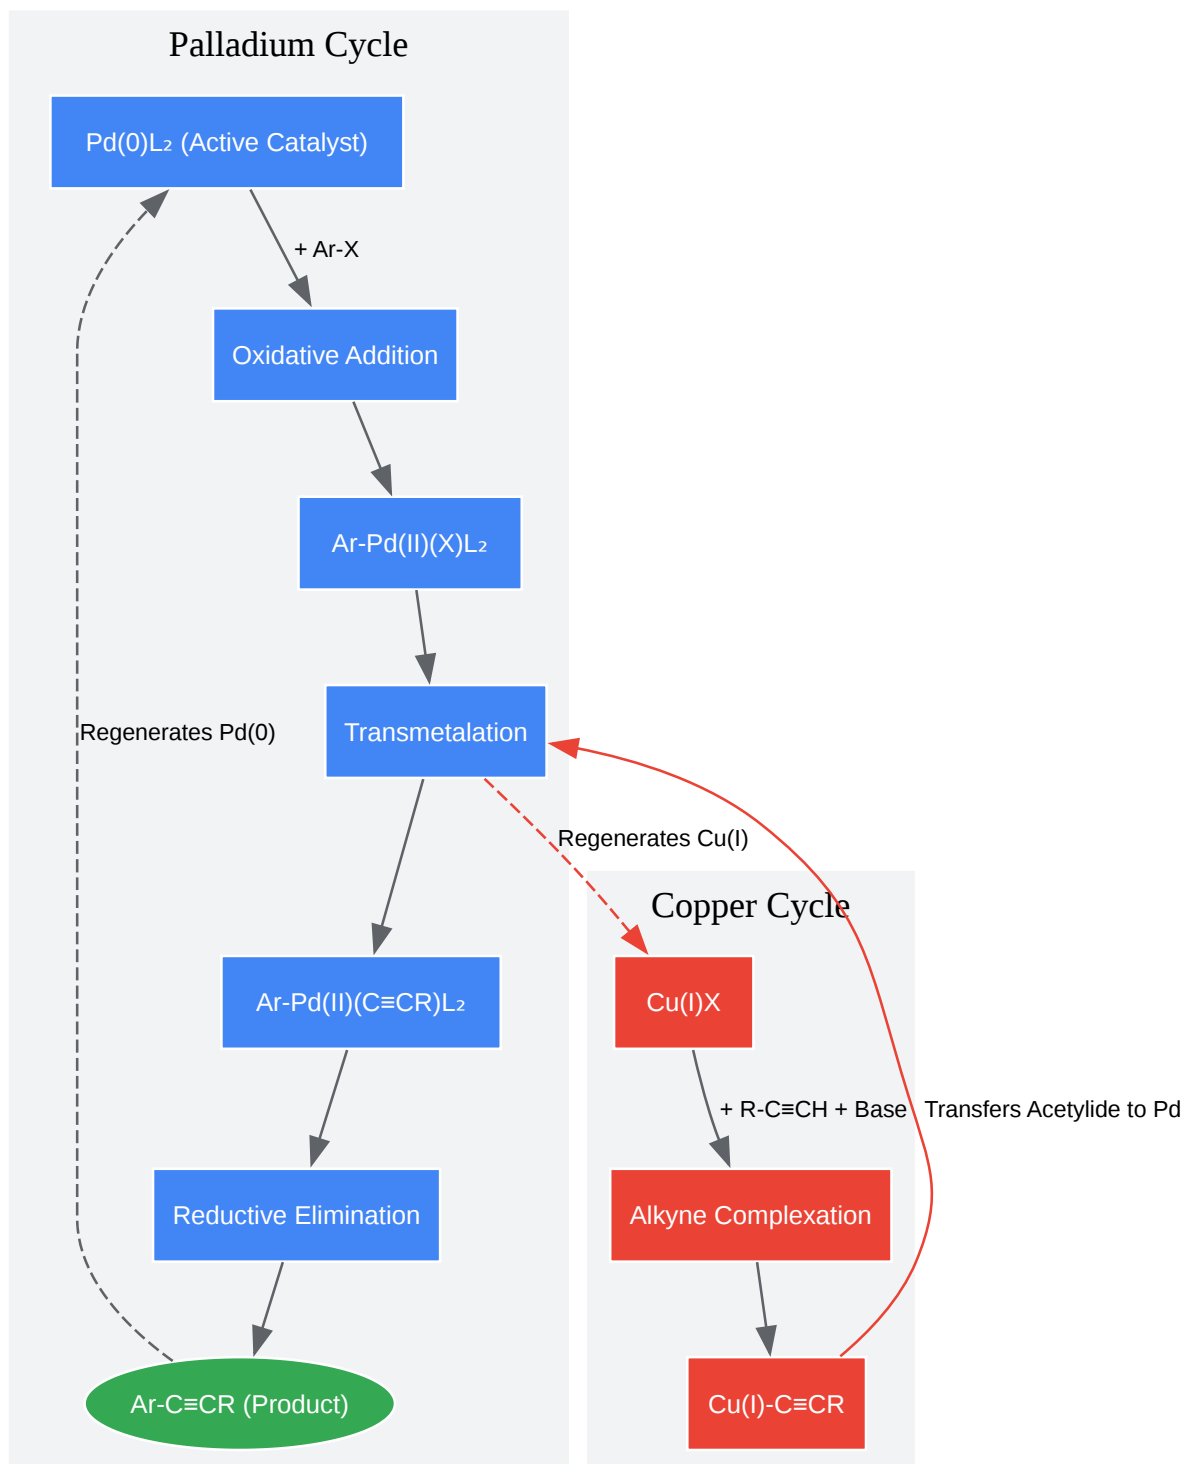 Palladium Cycle
Pd(0)L₂ (Active Catalyst)
+ Ar-X
Oxidative Addition
Ar-Pd(II)(X)L₂
Transmetalation
Regenerates Pd(0)
Regenerates Cu(I)
Copper Cycle
Ar-Pd(II)(C≡CR)L₂
Cu(I)X
+ R-C≡CH + Base
Transfers Acetylide to Pd
Reductive Elimination
Alkyne Complexation
Ar-C≡CR (Product)
Cu(I)-C≡CR